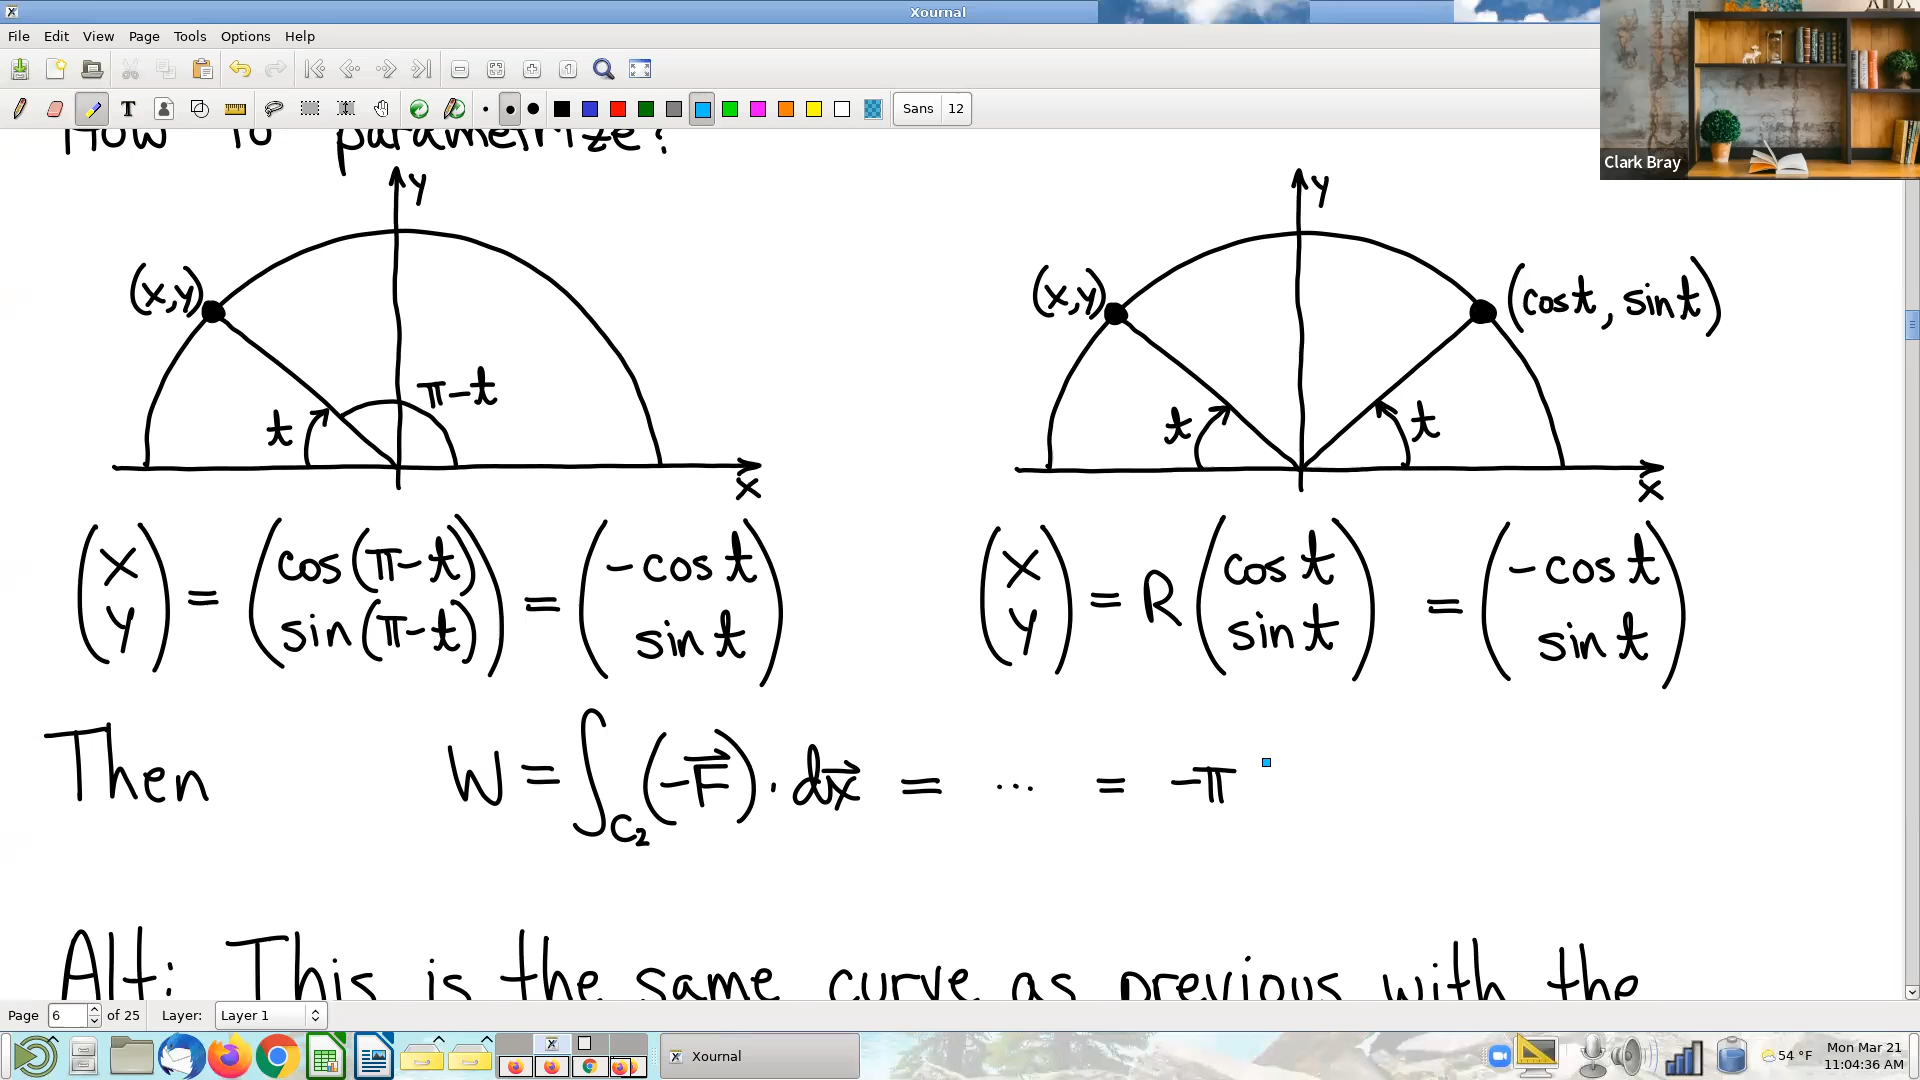 Xournal
File Edit View Page Tools Options Help
Sans 12
Clark Bray
How to parametrize?
y y
(x,y) (x,y) (cos t, sin t)
π-t
t t t
x x
(x y) = (cos(π-t) sin(π-t)) = (-cos t sin t) (x y) = R (cos t sin t) = (-cos t sin t)
Then W = ∫C₂ (-F⃗) · dx⃗ = ... = -π
Alt: This is the same curve as previous with the
Page 6 of 25 Layer: Layer 1
Xournal
54 °F
Mon Mar 21
11:04:36 AM